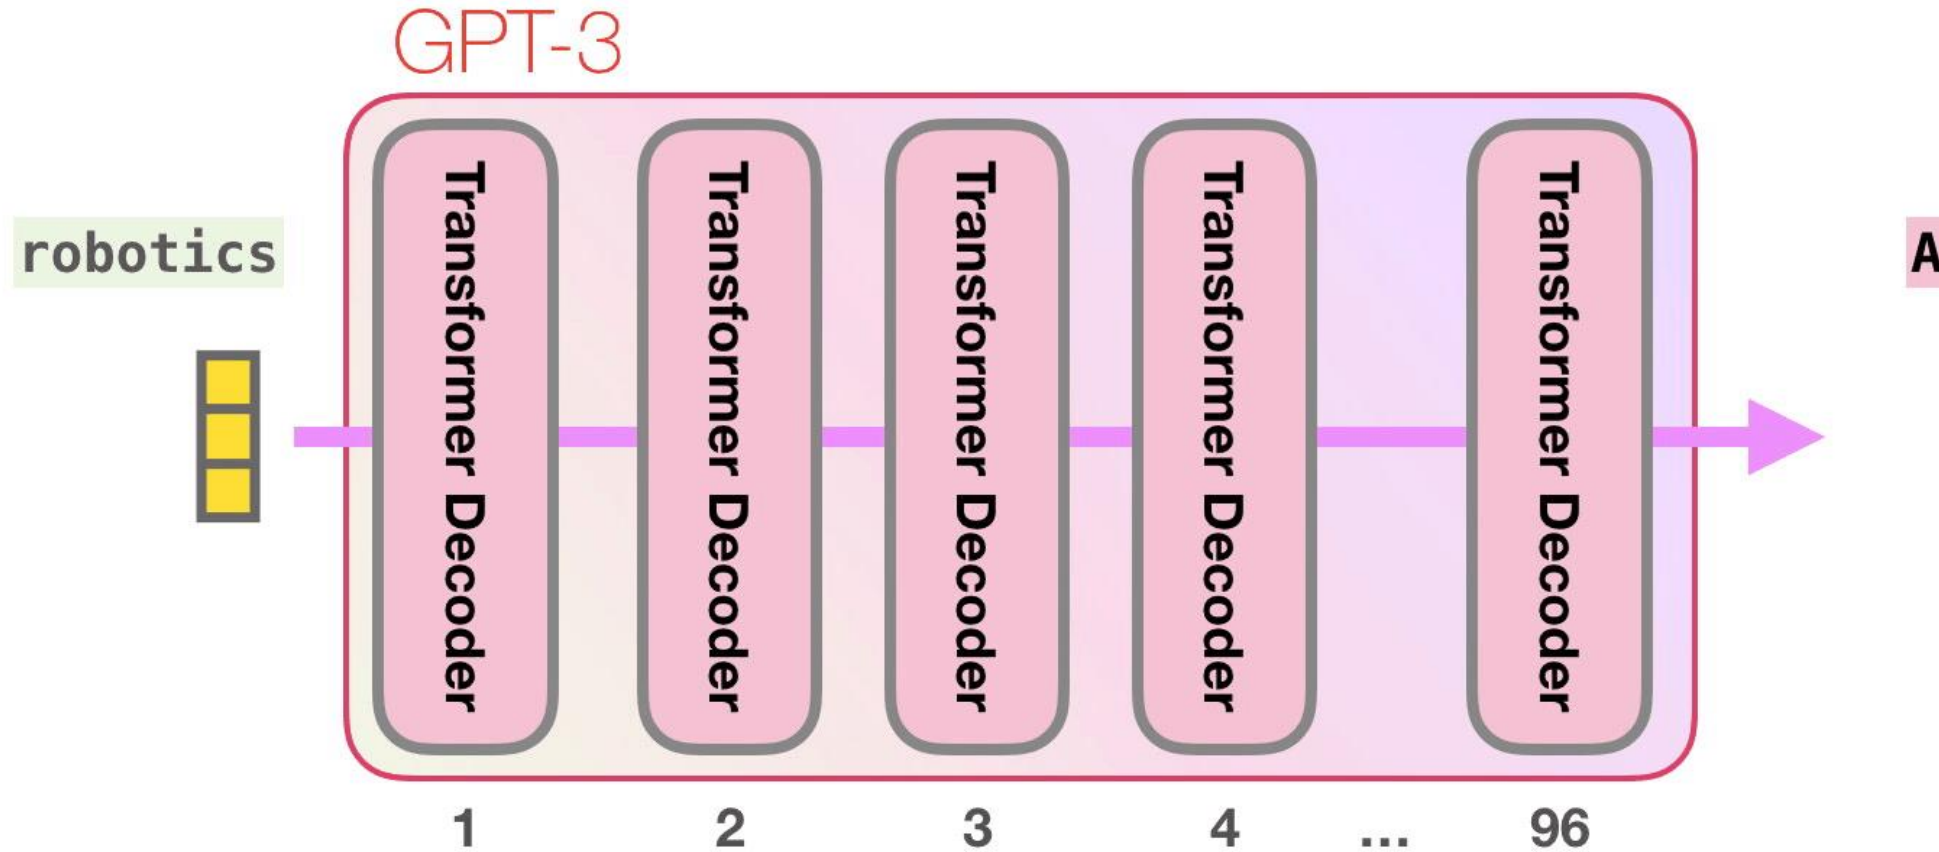 GPT-3
robotics
A
Transformer Decoder
Transformer Decoder
Transformer Decoder
Transformer Decoder
Transformer Decoder
1 2 3 4 ... 96